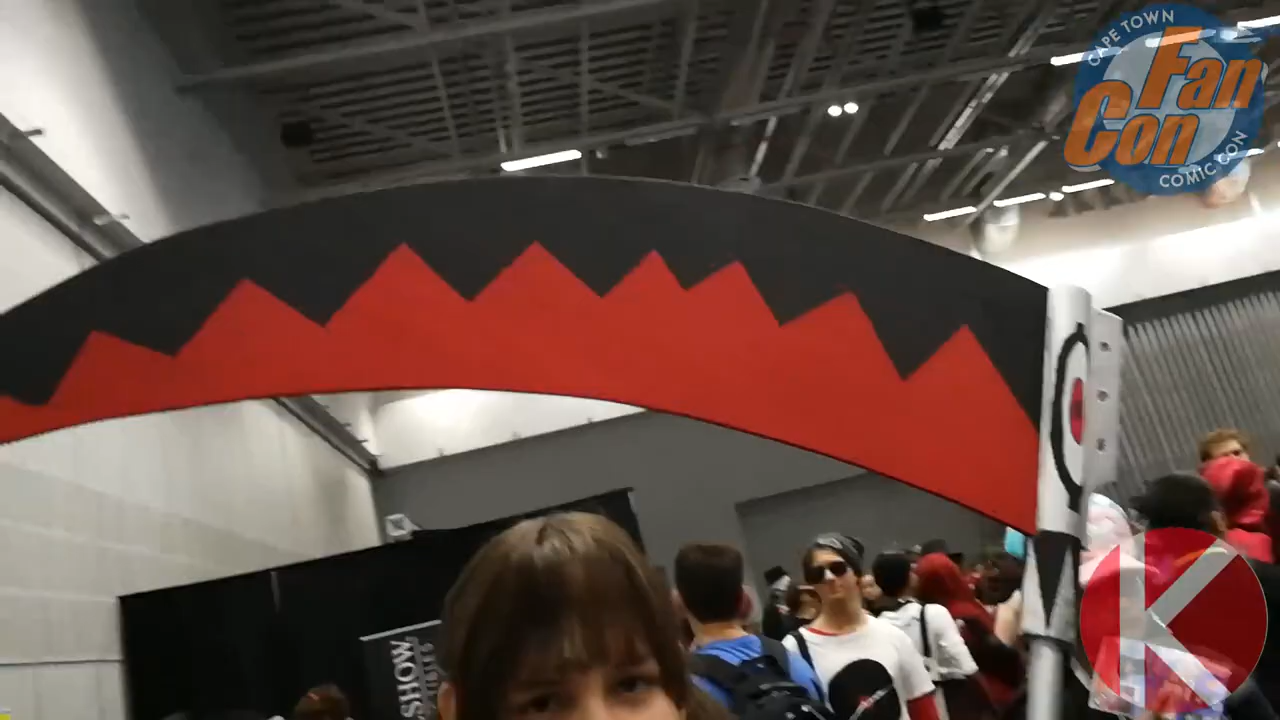 CAPE TOWN
Fan
Con
COMIC CON
SHOW
K